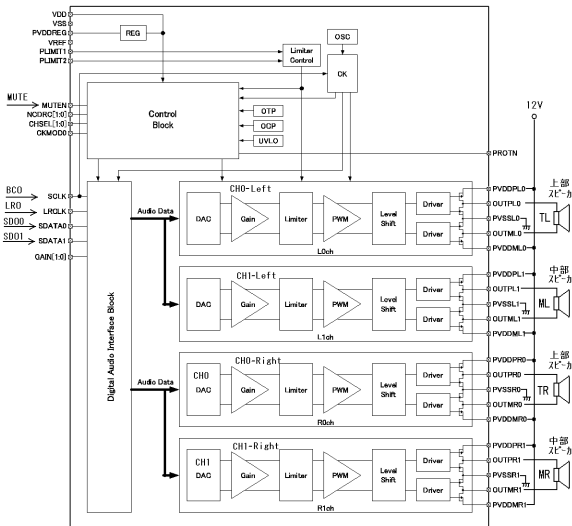 VDD
VSS
PVDDREG
VREF
PLIMIT1
PLIMIT2
REG
Limiter
Control
OSC
CK
MUTE
MUTEN
NCDRC[1:0]
CHSEL[1:0]
CKMOD0
Control
Block
OTP
OCP
UVLO
12V
PROTN
BCO
SCLK
LRO
LRCLK
SDO0
SDATA0
SDO1
SDATA1
GAIN[1:0]
Digital Audio Interface Block
Audio Data
CH0-Left
DAC
Gain
Limiter
PWM
Level
Shift
Driver
Driver
L0ch
PVDDPL0
OUTPL0
PVSSL0
OUTML0
PVDDML0
上部
スピーカ
TL
CH1-Left
DAC
Gain
Limiter
PWM
Level
Shift
Driver
Driver
L1ch
PVDDPL1
OUTPL1
PVSSL1
OUTML1
PVDDML1
中部
スピーカ
ML
Audio Data
CH0-Right
CH0
DAC
Gain
Limiter
PWM
Level
Shift
Driver
Driver
R0ch
PVDDPR0
OUTPR0
PVSSR0
OUTMR0
PVDDMR0
上部
スピーカ
TR
CH1-Right
CH1
DAC
Gain
Limiter
PWM
Level
Shift
Driver
Driver
R1ch
PVDDPR1
OUTPR1
PVSSR1
OUTMR1
PVDDMR1
中部
スピーカ
MR